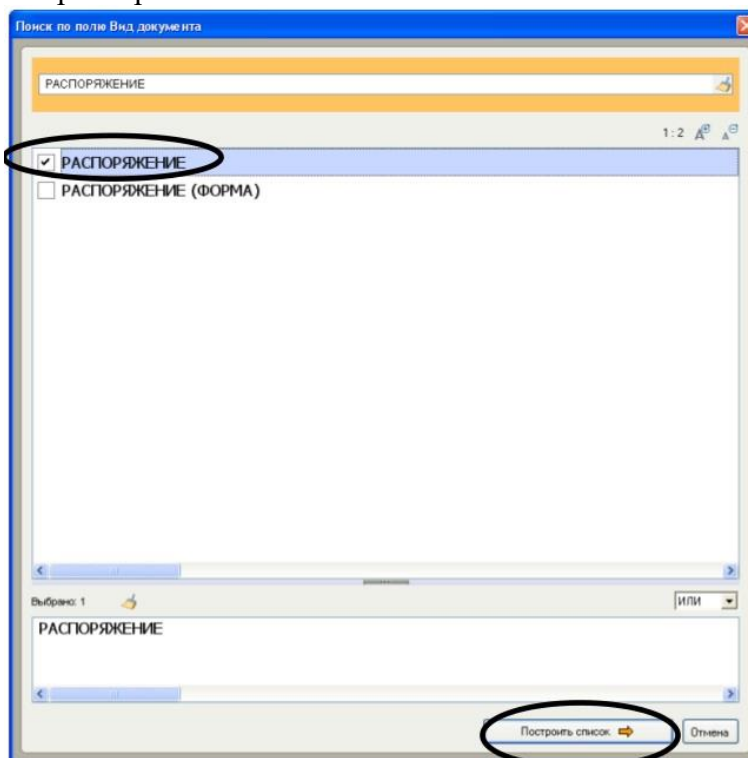 Поиск по полю Вид документа
РАСПОРЯЖЕНИЕ
1:2
РАСПОРЯЖЕНИЕ
РАСПОРЯЖЕНИЕ (ФОРМА)
Выбрано: 1
ИЛИ
РАСПОРЯЖЕНИЕ
Построить список
Отмена